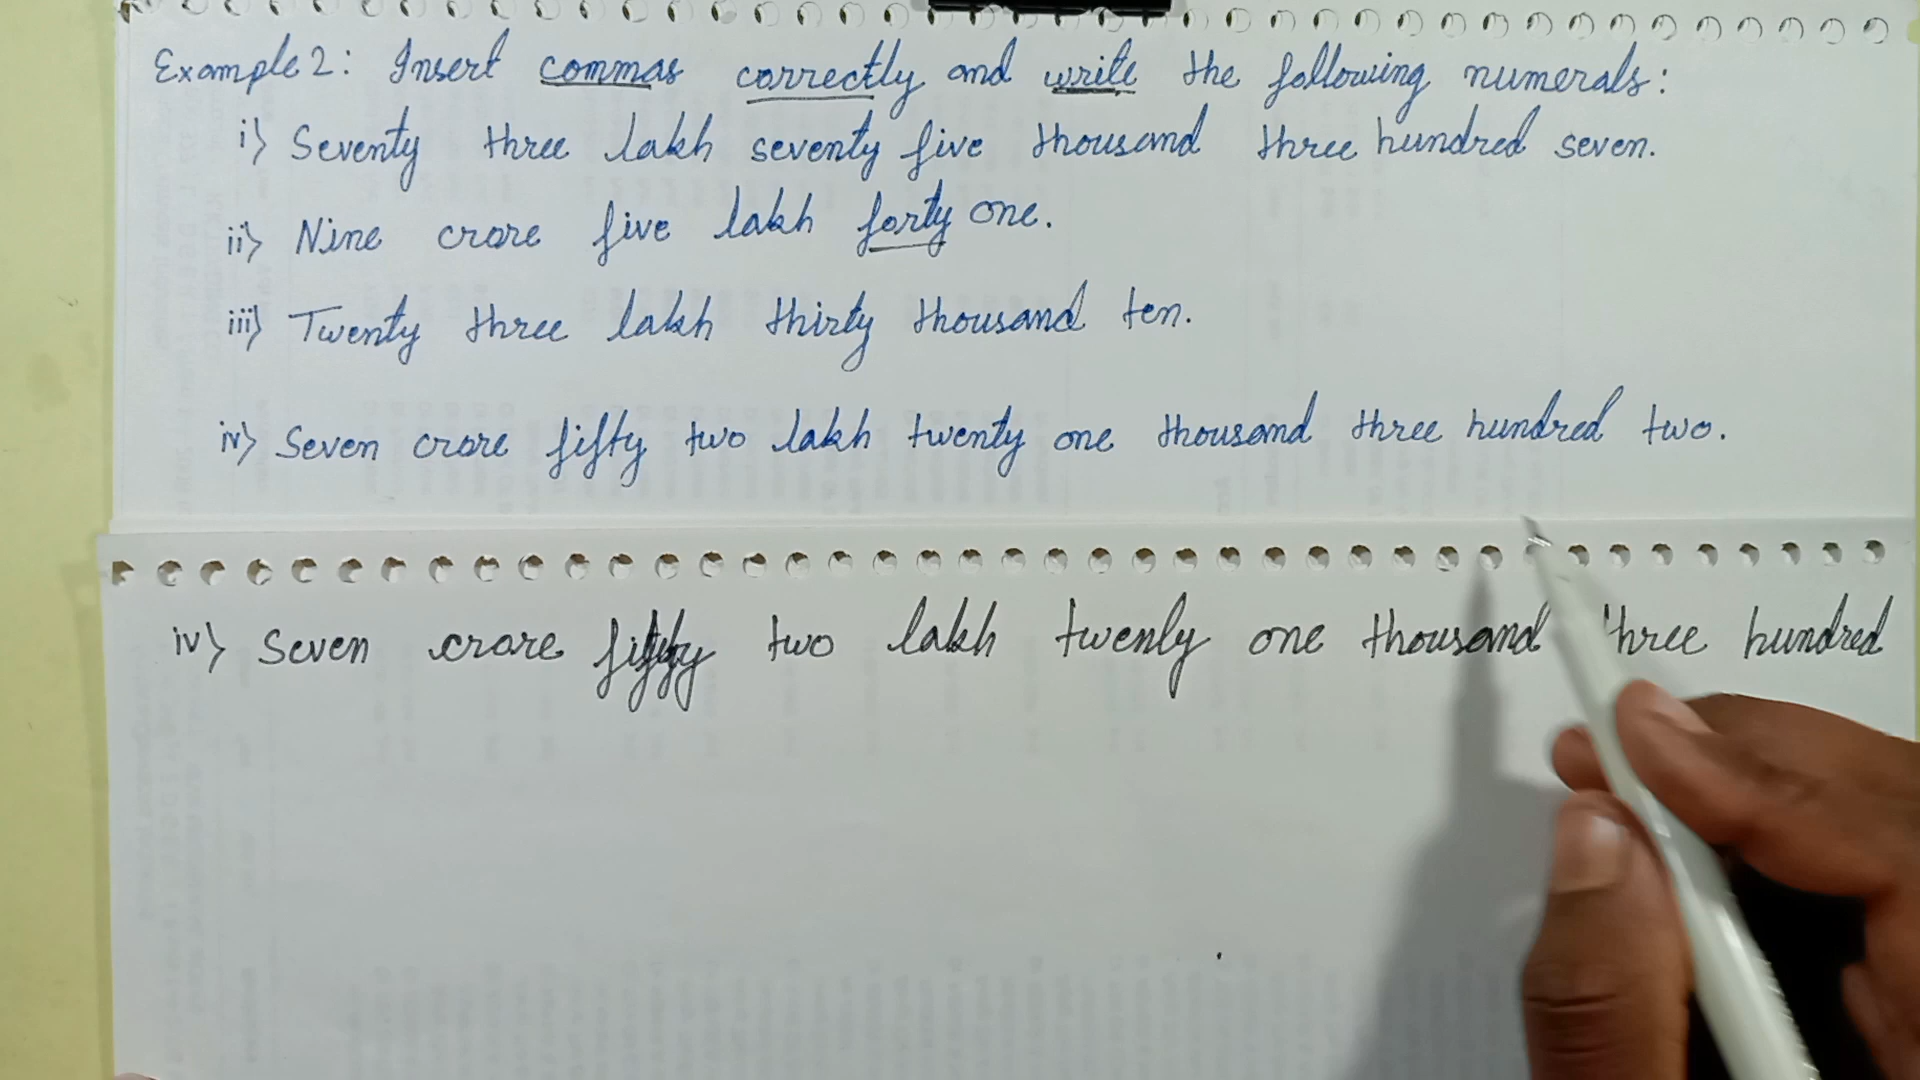 Example 2: Insert commas correctly and write the following numerals:
i) Seventy three lakh seventy five thousand three hundred seven.
ii) Nine crore five lakh forty one.
iii) Twenty three lakh thirty thousand ten.
iv) Seven crore fifty two lakh twenty one thousand three hundred two.
iv) Seven crore fifty two lakh twenty one thousand three hundred